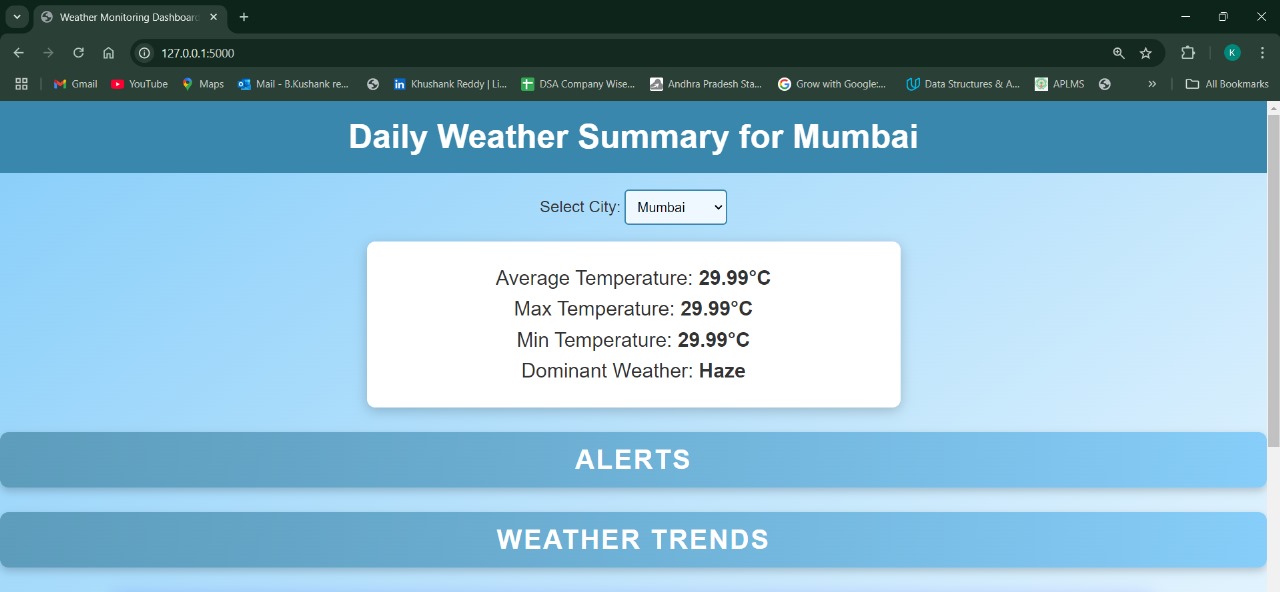 Weather Monitoring Dashboard
127.0.0.1:5000
K
Gmail YouTube Maps Mail - B.Kushank re... Khushank Reddy | Li... DSA Company Wise... Andhra Pradesh Sta... Grow with Google:... Data Structures & A... APLMS » All Bookmarks
Daily Weather Summary for Mumbai
Select City: Mumbai
Average Temperature: 29.99°C
Max Temperature: 29.99°C
Min Temperature: 29.99°C
Dominant Weather: Haze
ALERTS
WEATHER TRENDS